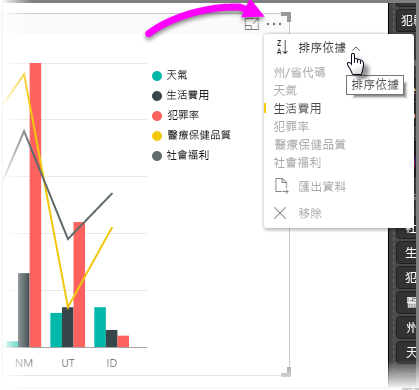 天氣
生活費用
犯罪率
醫療保健品質
社會福利
NM
UT
ID
排序依據
排序依據
州/省代碼
天氣
生活費用
犯罪率
醫療保健品質
社會福利
匯出資料
移除
犯罪
社
生
犯
醫
州
天